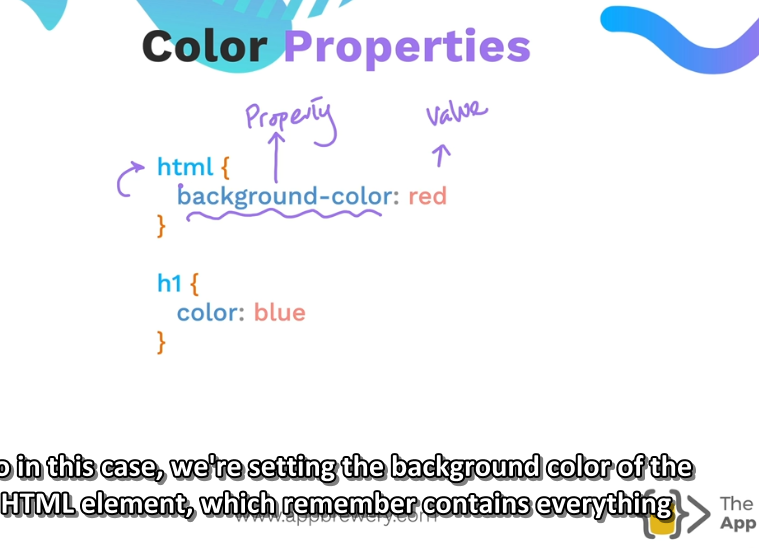 Color Properties
Property
value
html {
background-color: red
}
h1 {
color: blue
}
o in this case, we're setting the background color of the
HTML element, which remember contains everything
www.appbrewery.com
The
App